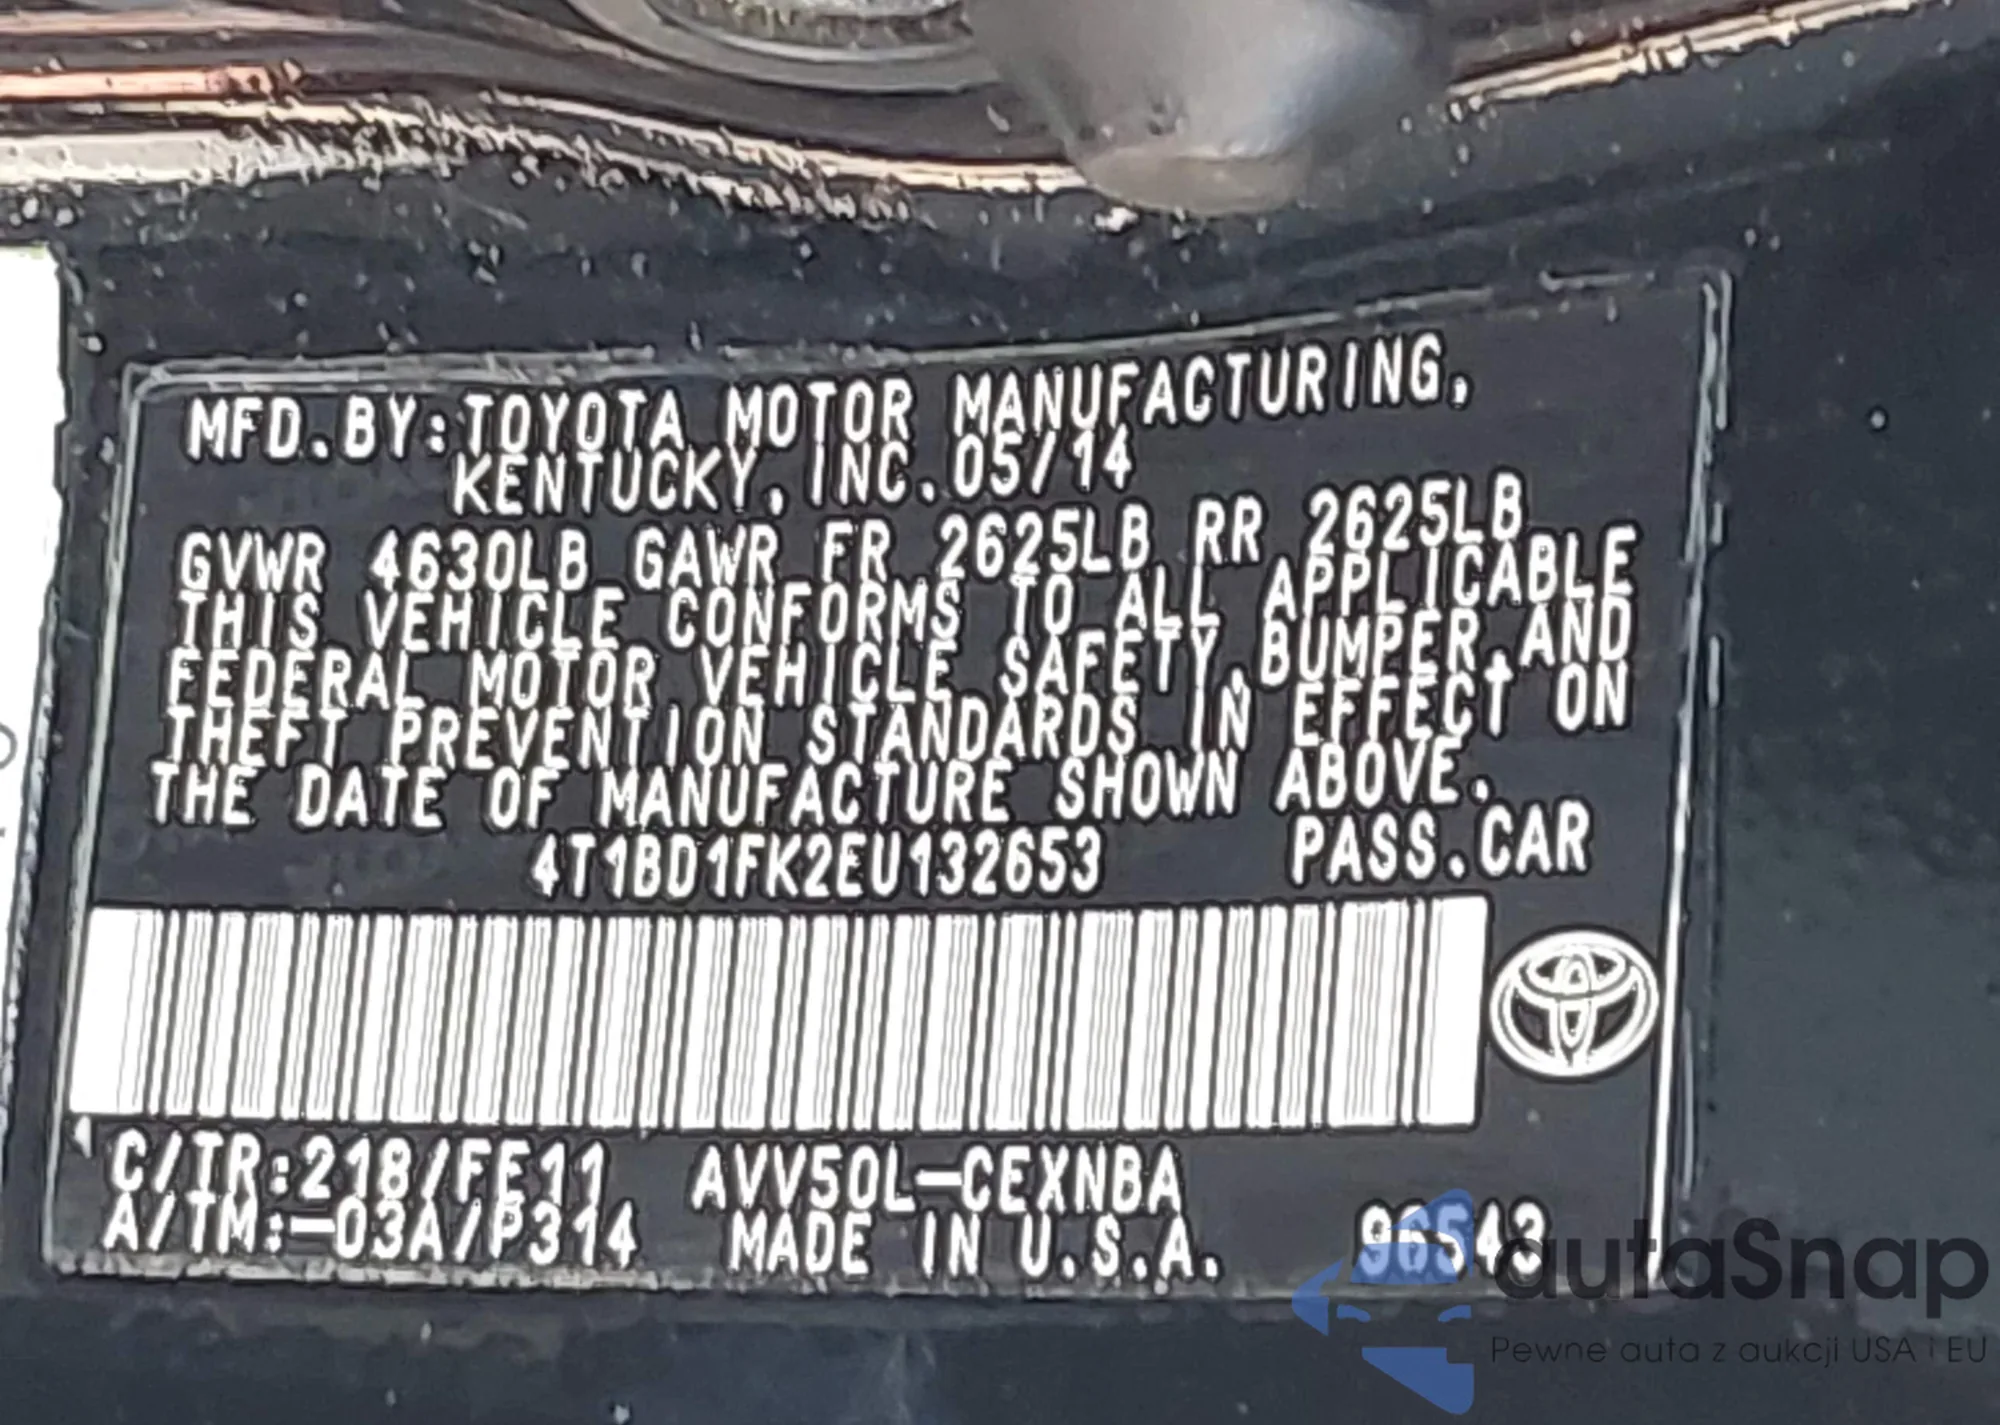 MFD.BY:TOYOTA MOTOR MANUFACTURING,
KENTUCKY, INC. 05/14
GVWR 4630LB GAWR FR 2625LB RR 2625LB
THIS VEHICLE CONFORMS TO ALL APPLICABLE
FEDERAL MOTOR VEHICLE SAFETY,BUMPER,AND
THEFT PREVENTION STANDARDS IN EFFECT ON
THE DATE OF MANUFACTURE SHOWN ABOVE.
4T1BD1FK2EU132653 PASS.CAR
C/TR:218/FE11 AVV50L-CEXNBA
A/TM:-03A/P314 MADE IN U.S.A. 96543
autaSnap
Pewne auta z aukcji USA i EU